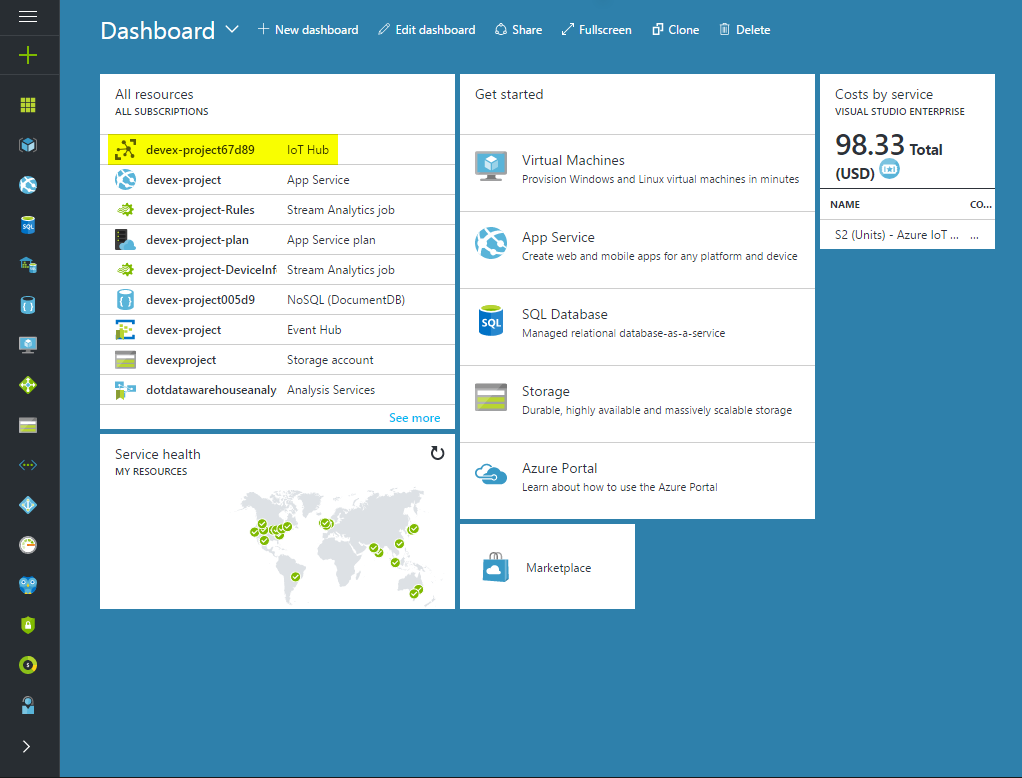 Dashboard
New dashboard
Edit dashboard
Share
Fullscreen
Clone
Delete
All resources
ALL SUBSCRIPTIONS
devex-project67d89 IoT Hub
devex-project App Service
devex-project-Rules Stream Analytics job
devex-project-plan App Service plan
devex-project-DeviceInf Stream Analytics job
devex-project005d9 NoSQL (DocumentDB)
devex-project Event Hub
devexproject Storage account
dotdatawarehouseanaly Analysis Services
See more
Service health
MY RESOURCES
Get started
Virtual Machines
Provision Windows and Linux virtual machines in minutes
App Service
Create web and mobile apps for any platform and device
SQL
SQL Database
Managed relational database-as-a-service
Storage
Durable, highly available and massively scalable storage
Azure Portal
Learn about how to use the Azure Portal
Marketplace
Costs by service
VISUAL STUDIO ENTERPRISE
98.33 Total
(USD)
NAME CO...
S2 (Units) - Azure IoT ... ...
SQL